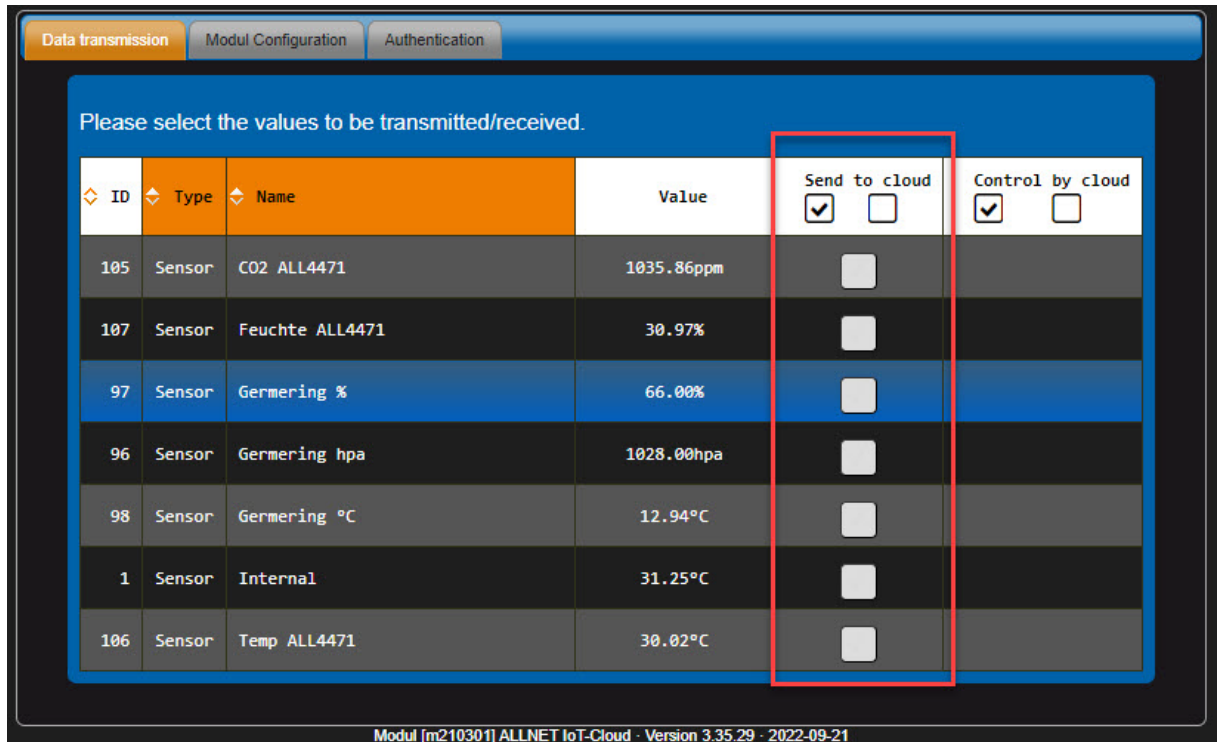 Data transmission Modul Configuration Authentication
Please select the values to be transmitted/received.
ID Type Name Value Send to cloud Control by cloud
105 Sensor CO2 ALL4471 1035.86ppm
107 Sensor Feuchte ALL4471 30.97%
97 Sensor Germering % 66.00%
96 Sensor Germering hpa 1028.00hpa
98 Sensor Germering °C 12.94°C
1 Sensor Internal 31.25°C
106 Sensor Temp ALL4471 30.02°C
Modul [m210301] ALLNET IoT-Cloud · Version 3.35.29 · 2022-09-21